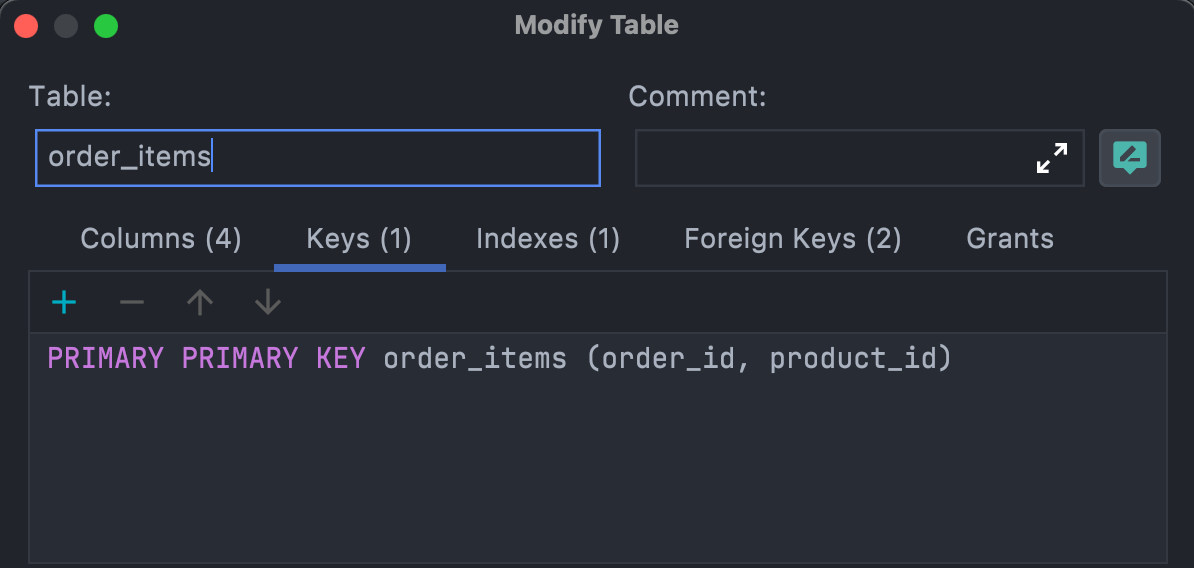 Modify Table
Table: Comment:
order_items
Columns (4) Keys (1) Indexes (1) Foreign Keys (2) Grants
PRIMARY PRIMARY KEY order_items (order_id, product_id)